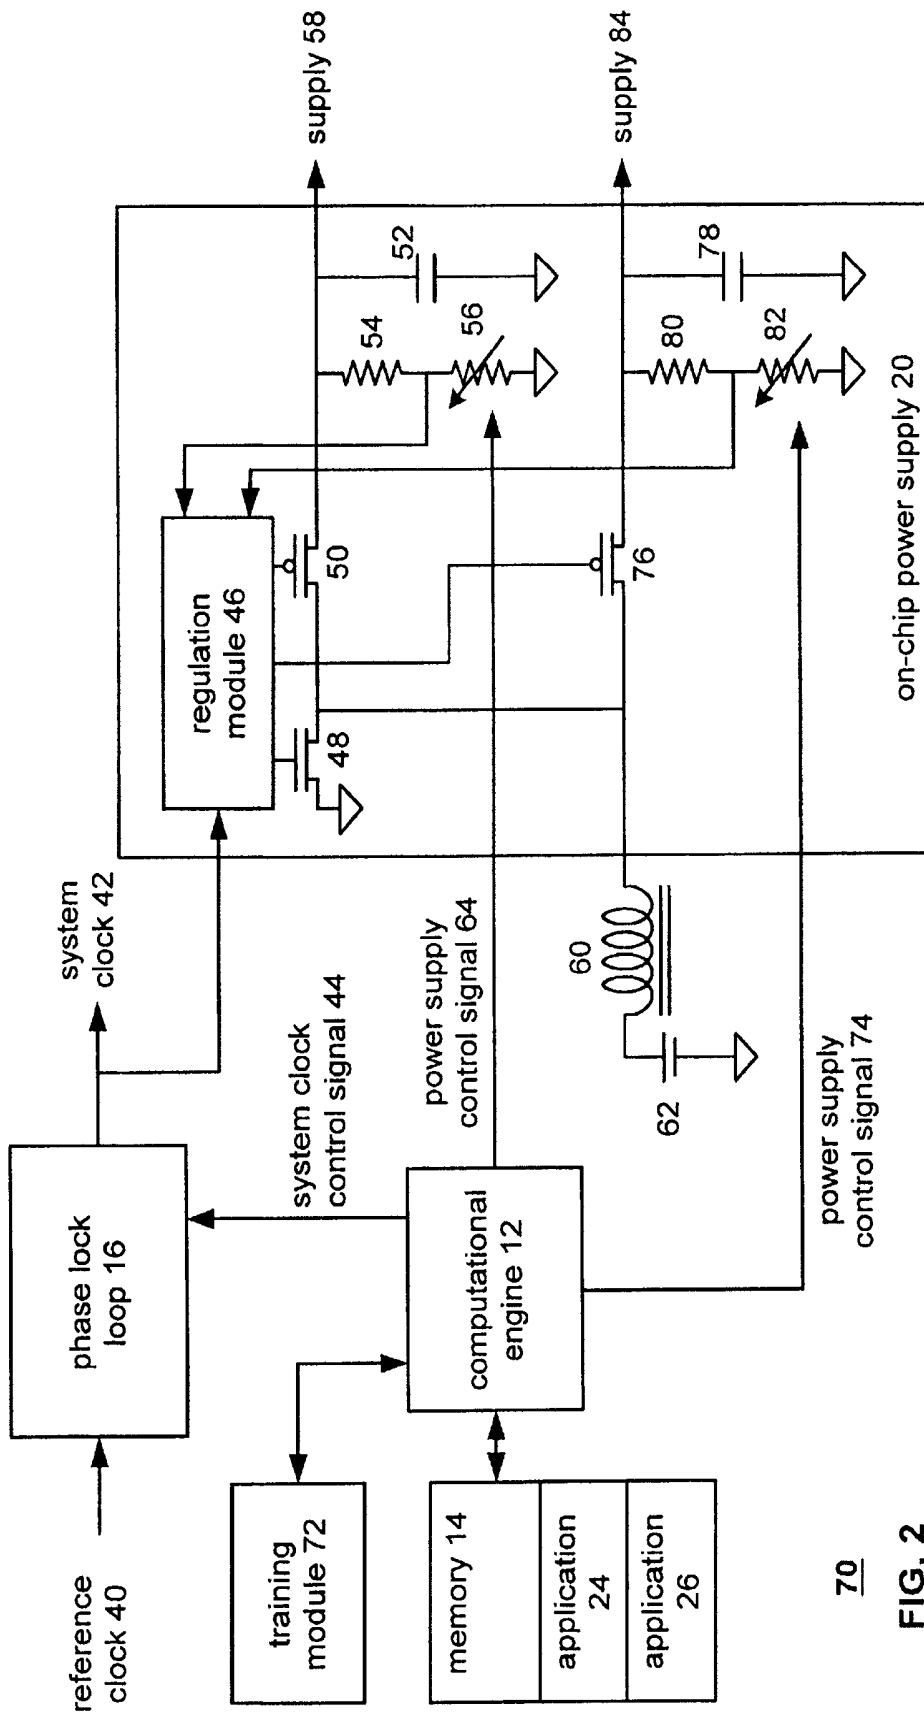 reference
clock 40
phase lock
loop 16
system
clock 42
system clock
control signal 44
training
module 72
memory 14
application
24
application
26
computational
engine 12
power supply
control signal 64
power supply
control signal 74
regulation
module 46
48
50
52
54
56
60
62
76
78
80
82
supply 58
supply 84
on-chip power supply 20
70
FIG. 2